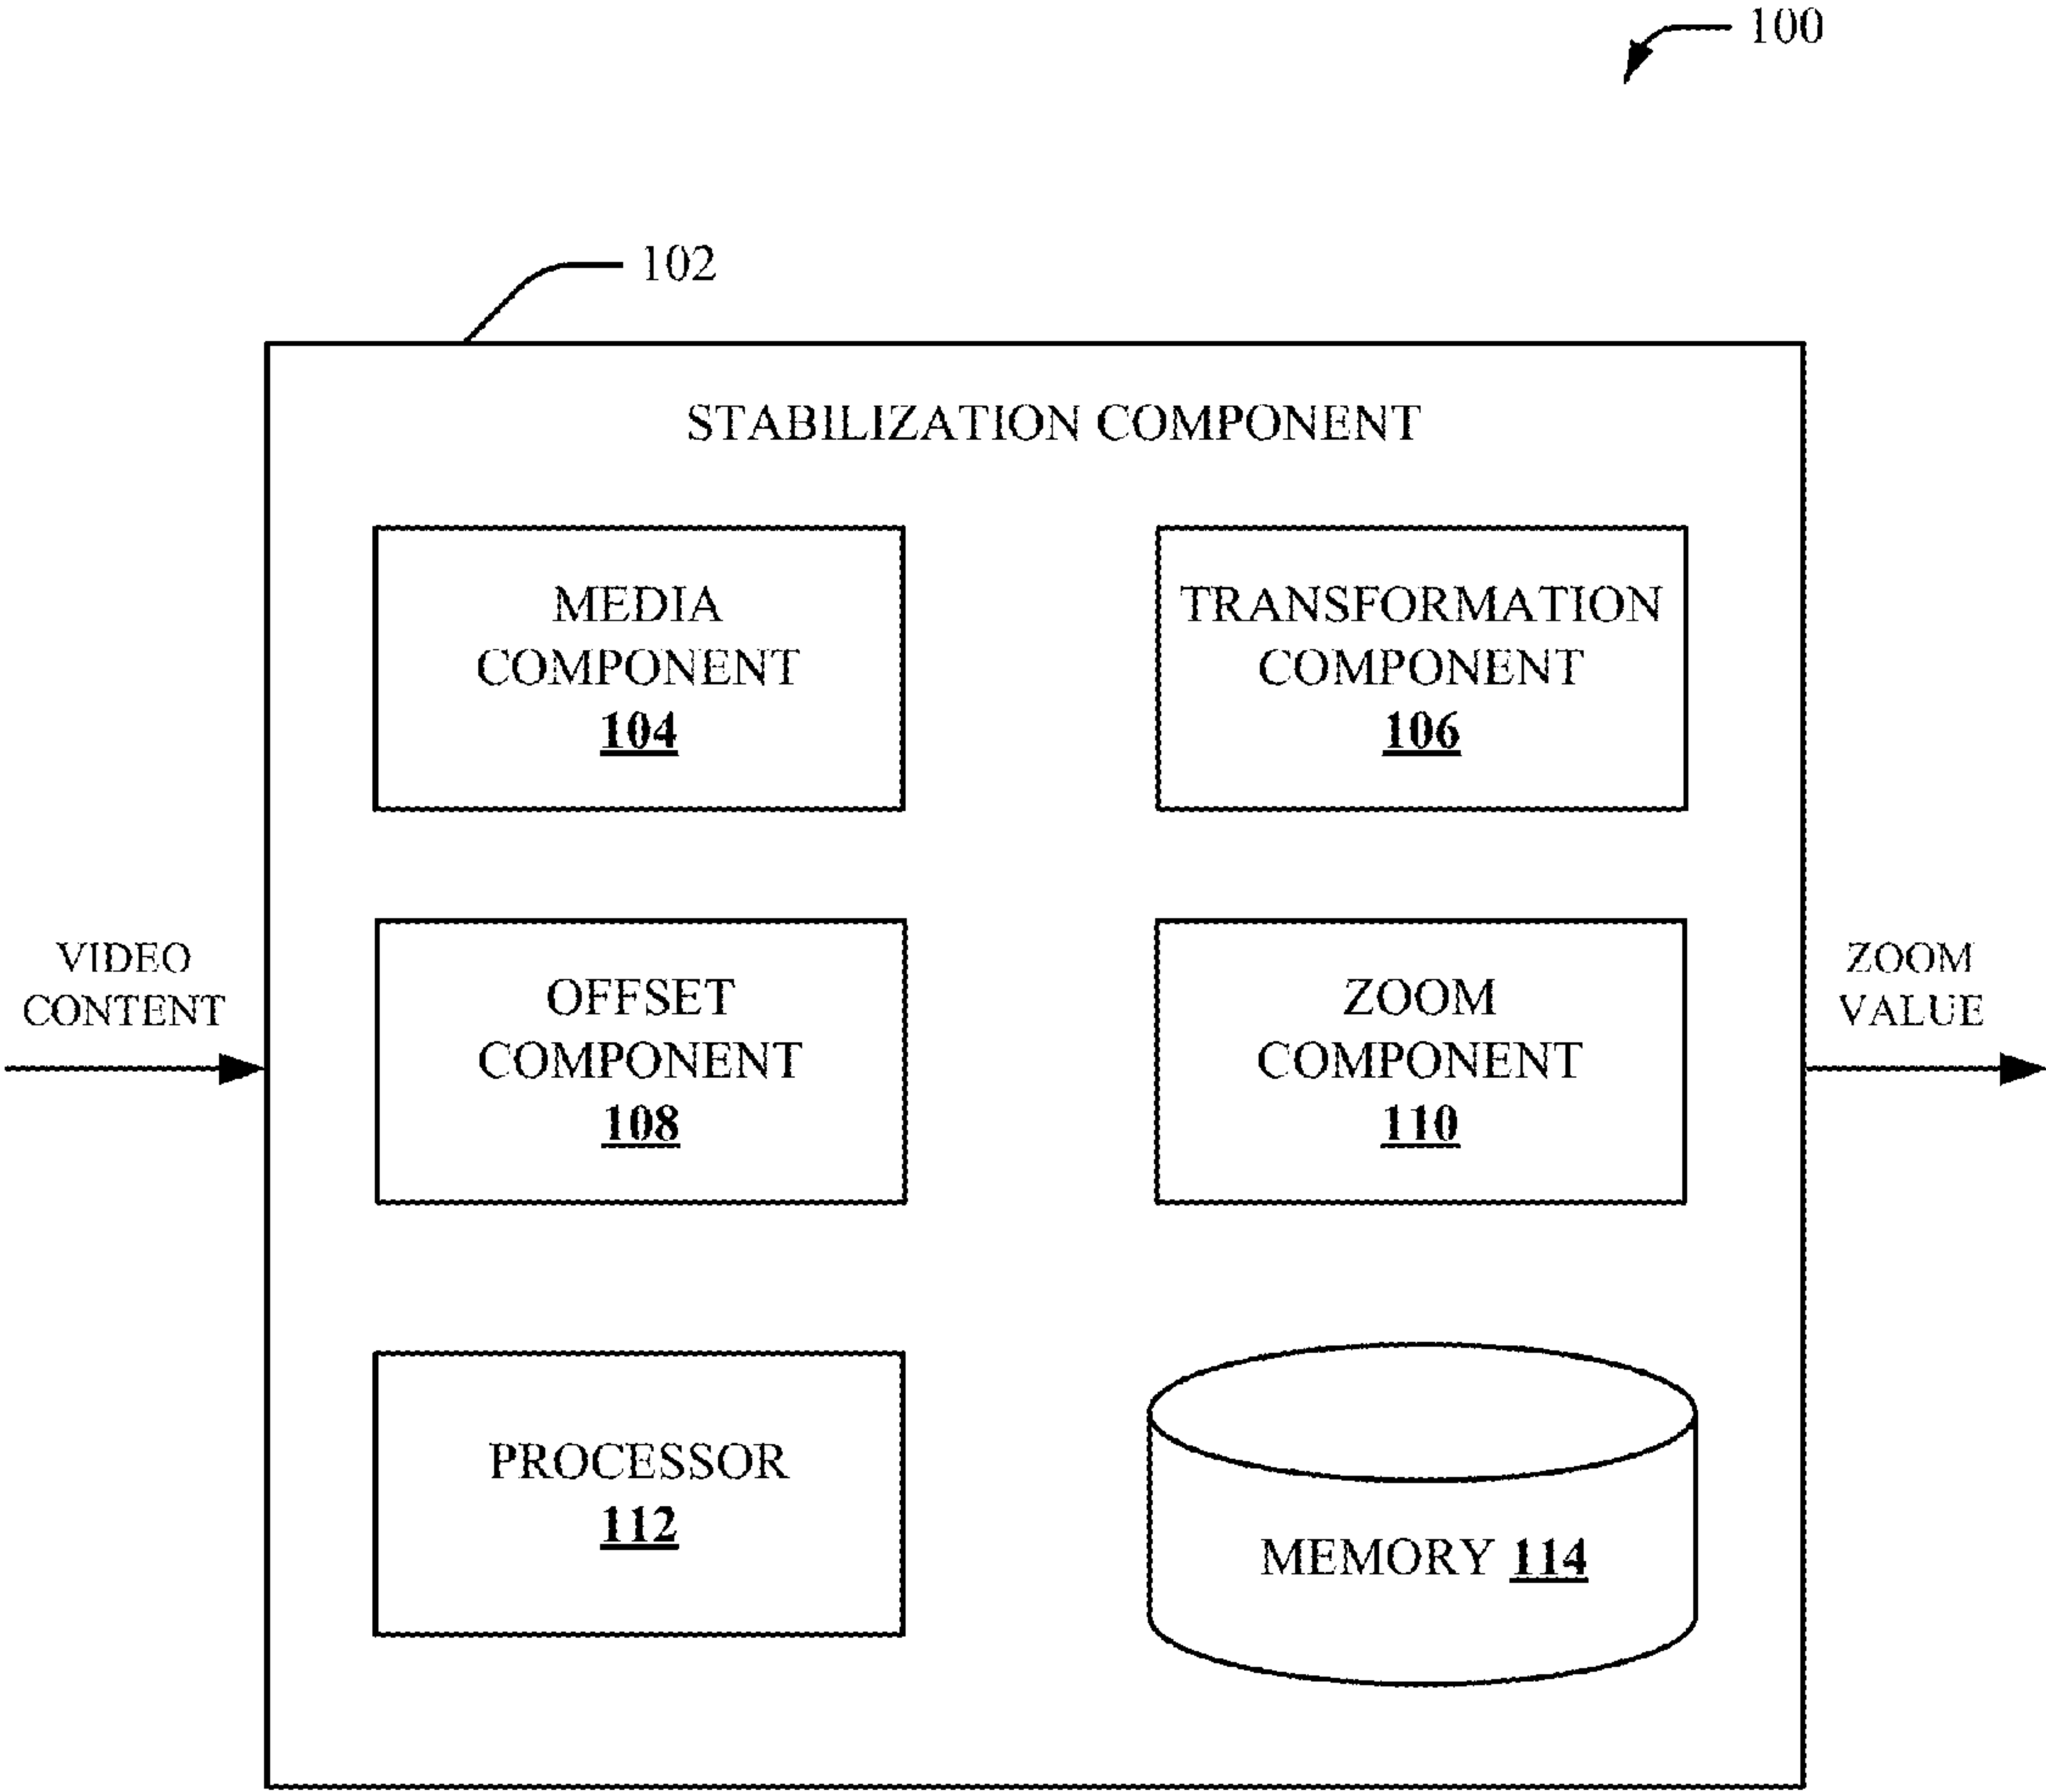 100
102
STABILIZATION COMPONENT
MEDIA
COMPONENT
104
TRANSFORMATION
COMPONENT
106
VIDEO
CONTENT
OFFSET
COMPONENT
108
ZOOM
COMPONENT
110
ZOOM
VALUE
PROCESSOR
112
MEMORY 114